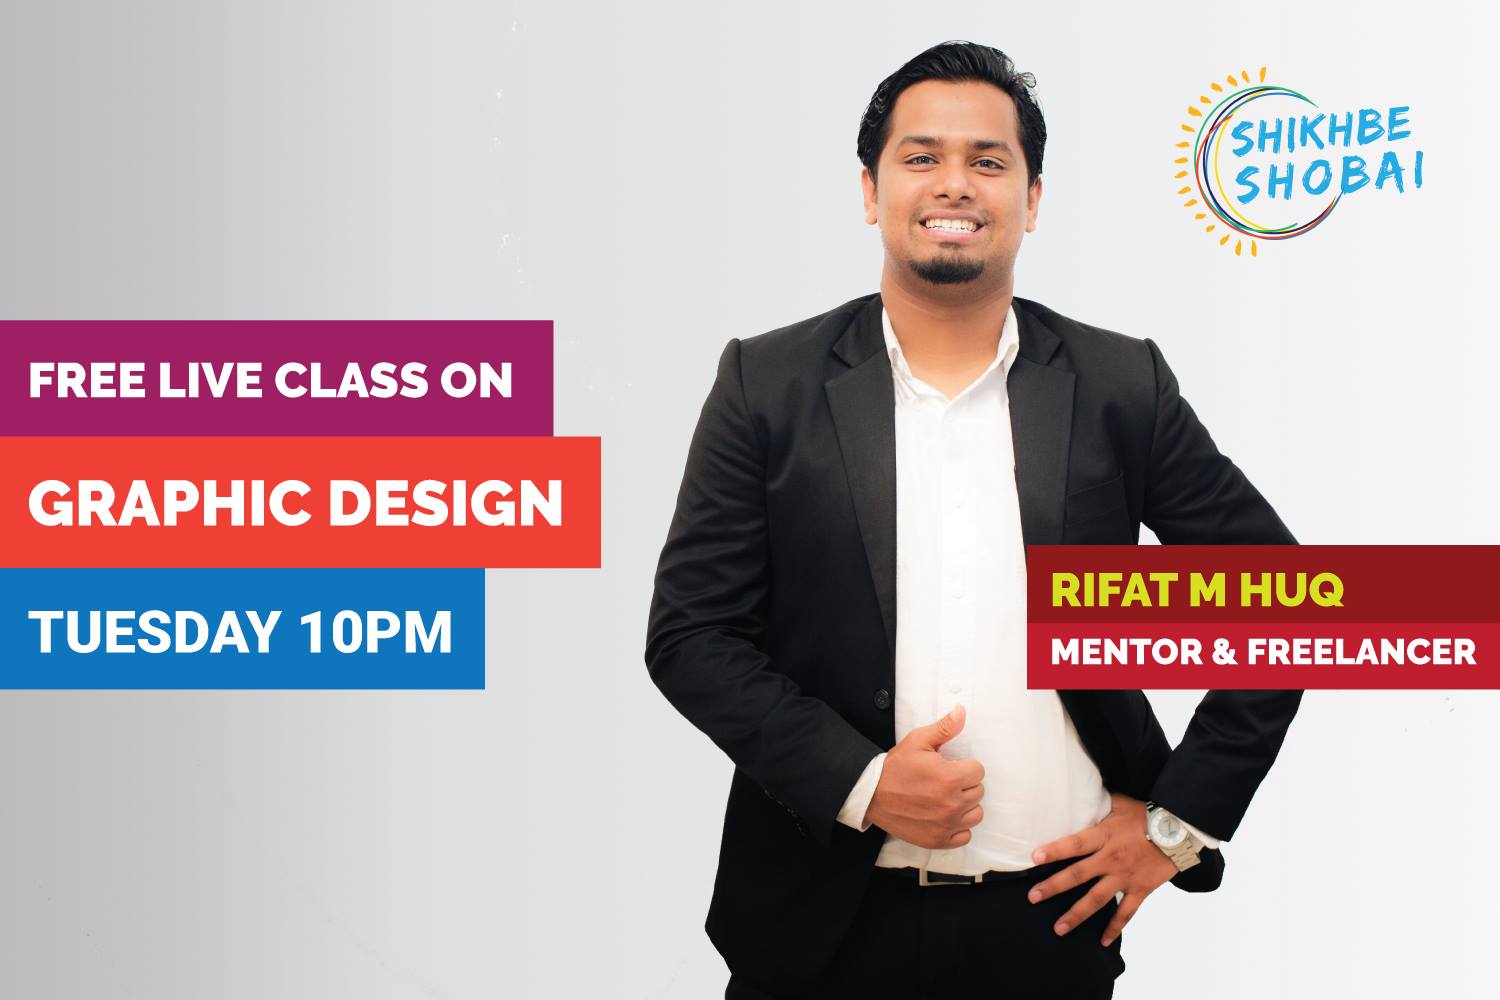 SHIKHBE
SHOBAI
FREE LIVE CLASS ON
GRAPHIC DESIGN
TUESDAY 10PM
RIFAT M HUQ
MENTOR & FREELANCER